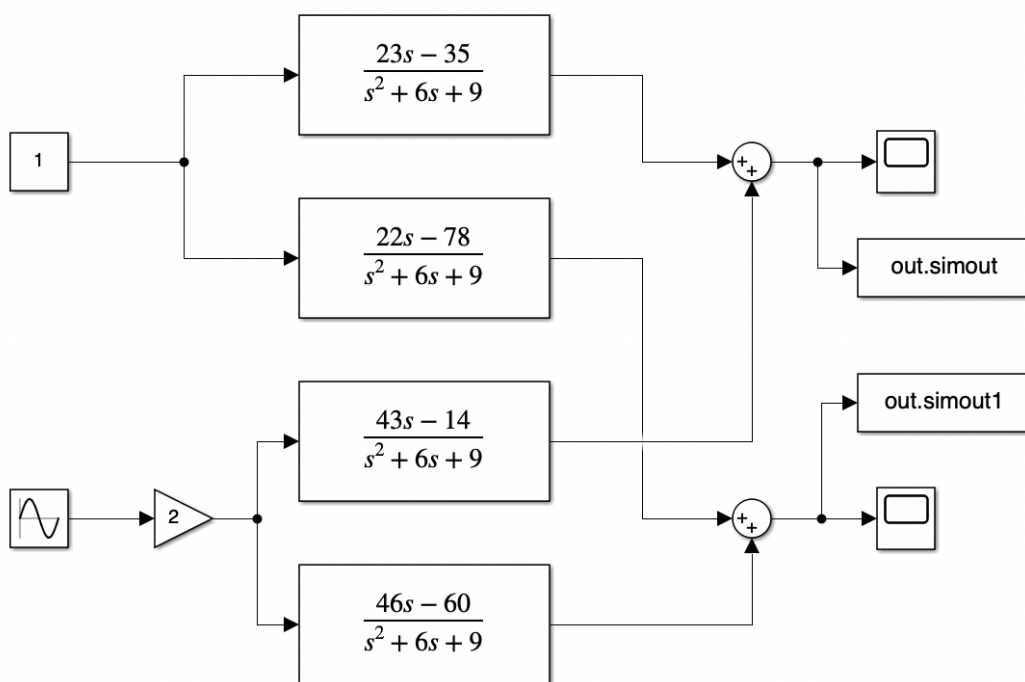 23s − 35
s² + 6s + 9
1
+
+
22s − 78
s² + 6s + 9
out.simout
43s − 14
s² + 6s + 9
out.simout1
2
+
+
46s − 60
s² + 6s + 9